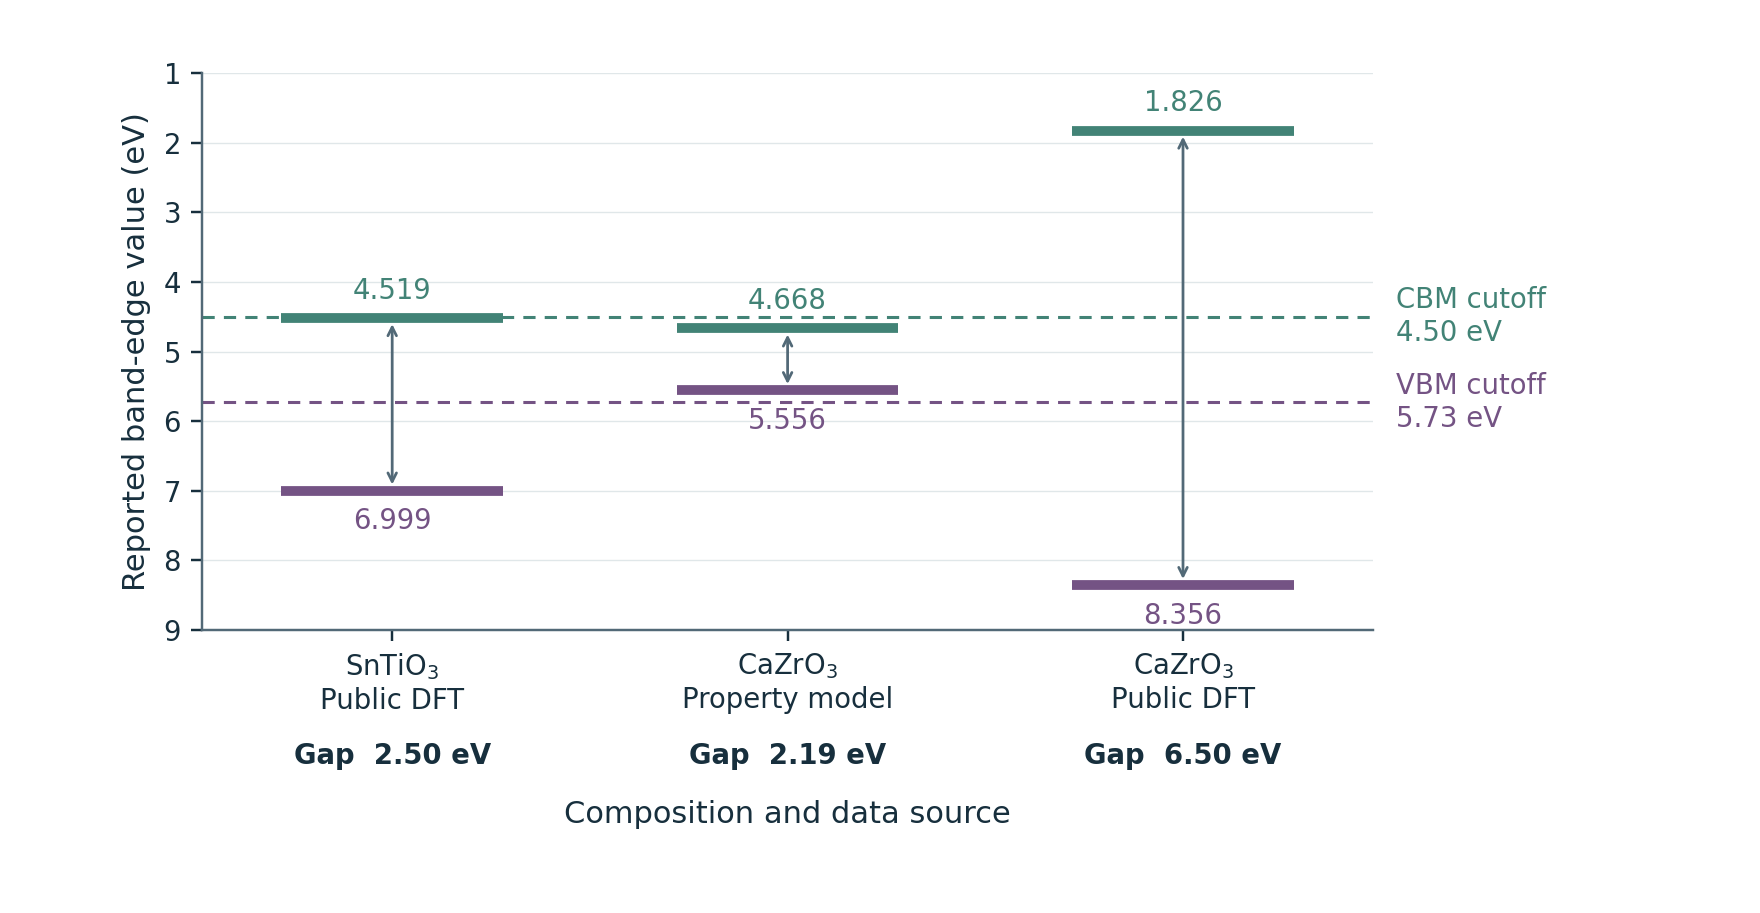 Reported band-edge value (eV)
1
2
3
4
5
6
7
8
9
4.519
6.999
4.668
5.556
1.826
8.356
CBM cutoff
4.50 eV
VBM cutoff
5.73 eV
SnTiO₃
Public DFT
CaZrO₃
Property model
CaZrO₃
Public DFT
Gap 2.50 eV
Gap 2.19 eV
Gap 6.50 eV
Composition and data source